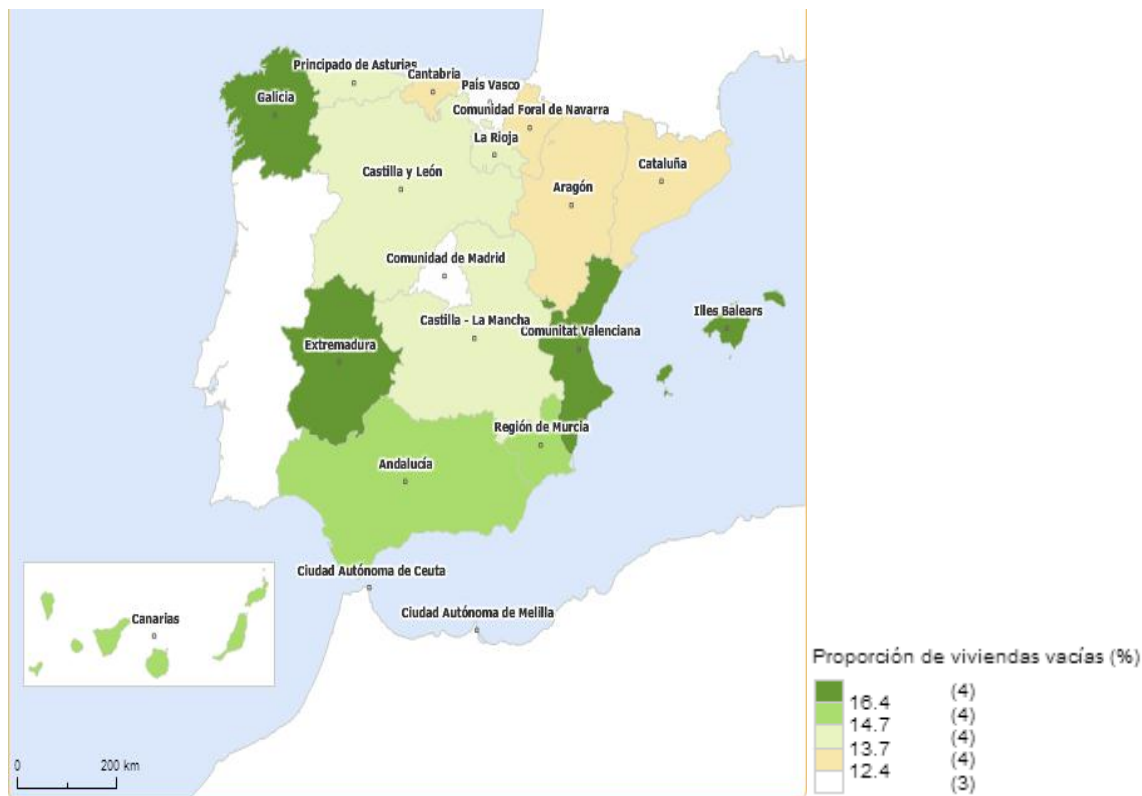 Principado de Asturias
Cantabria
País Vasco
Galicia
Comunidad Foral de Navarra
La Rioja
Cataluña
Castilla y León
Aragón
Comunidad de Madrid
Illes Balears
Castilla - La Mancha
Comunitat Valenciana
Extremadura
Región de Murcia
Andalucía
Ciudad Autónoma de Ceuta
Ciudad Autónoma de Melilla
Canarias
0 200 km
Proporción de viviendas vacías (%)
(4)
16.4
(4)
14.7
(4)
13.7
(4)
12.4
(3)